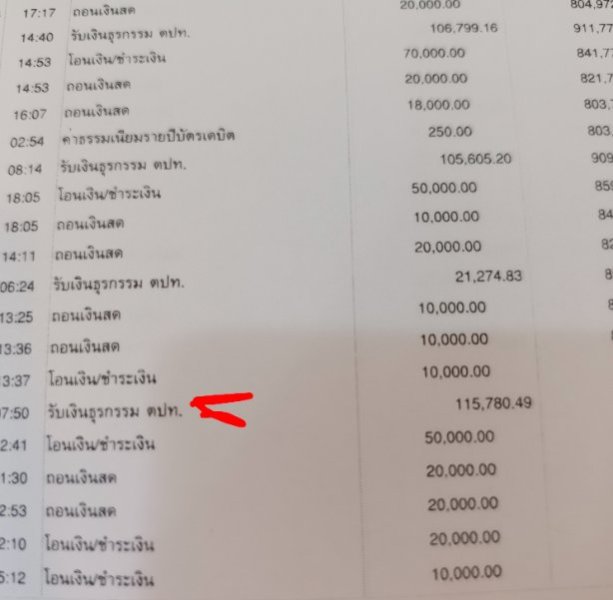 17:17 ถอนเงินสด 20,000.00 804,972
14:40 รับเงินธุรกรรม ตปท. 106,799.16 911,77
14:53 โอนเงิน/ชำระเงิน 70,000.00 841,77
14:53 ถอนเงินสด 20,000.00 821,7
16:07 ถอนเงินสด 18,000.00 803,7
02:54 ค่าธรรมเนียมรายปีบัตรเดบิต 250.00 803,
08:14 รับเงินธุรกรรม ตปท. 105,605.20 909
18:05 โอนเงิน/ชำระเงิน 50,000.00 859
18:05 ถอนเงินสด 10,000.00 84
14:11 ถอนเงินสด 20,000.00 82
06:24 รับเงินธุรกรรม ตปท. 21,274.83 8
13:25 ถอนเงินสด 10,000.00
13:36 ถอนเงินสด 10,000.00
3:37 โอนเงิน/ชำระเงิน 10,000.00
7:50 รับเงินธุรกรรม ตปท. 115,780.49
2:41 โอนเงิน/ชำระเงิน 50,000.00
1:30 ถอนเงินสด 20,000.00
2:53 ถอนเงินสด 20,000.00
2:10 โอนเงิน/ชำระเงิน 20,000.00
5:12 โอนเงิน/ชำระเงิน 10,000.00